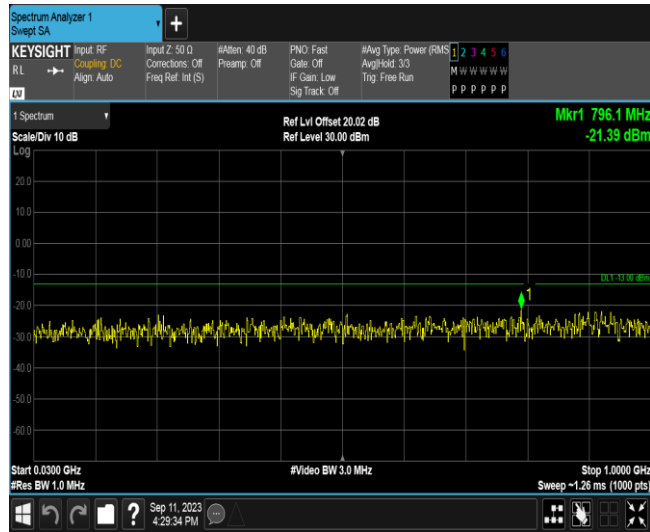 Spectrum Analyzer 1
Swept SA
+
KEYSIGHT
RL
LXI
Input: RF
Coupling: DC
Align: Auto
Input Z: 50 Ω
Corrections: Off
Freq Ref: Int (S)
#Atten: 40 dB
Preamp: Off
PNO: Fast
Gate: Off
IF Gain: Low
Sig Track: Off
#Avg Type: Power (RMS
Avg|Hold: 3/3
Trig: Free Run
1 2 3 4 5 6
M W W W W W
P P P P P P
1 Spectrum
Scale/Div 10 dB
Log
Ref Lvl Offset 20.02 dB
Ref Level 30.00 dBm
Mkr1 796.1 MHz
-21.39 dBm
20.0
10.0
0.00
-10.0
DL1 -13.00 dBm
1
-20.0
-30.0
-40.0
-50.0
-60.0
Start 0.0300 GHz
#Res BW 1.0 MHz
#Video BW 3.0 MHz
Stop 1.0000 GHz
Sweep ~1.26 ms (1000 pts)
?
Sep 11, 2023
4:29:34 PM